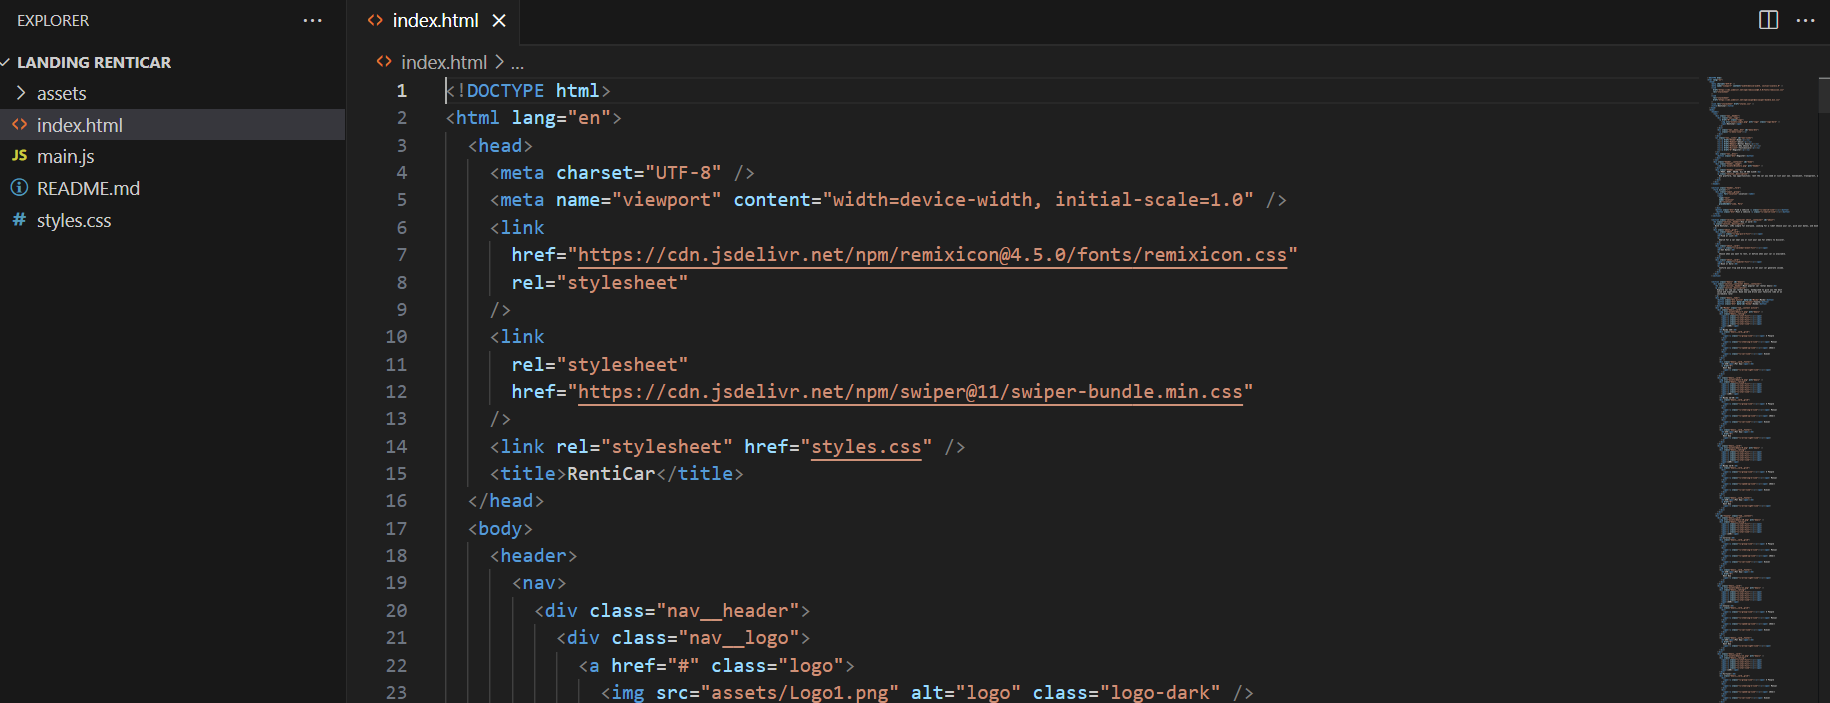 EXPLORER
LANDING RENTICAR
assets
index.html
JS main.js
README.md
# styles.css
index.html
index.html > ...
1 <!DOCTYPE html>
2 <html lang="en">
3 <head>
4 <meta charset="UTF-8" />
5 <meta name="viewport" content="width=device-width, initial-scale=1.0" />
6 <link
7 href="https://cdn.jsdelivr.net/npm/remixicon@4.5.0/fonts/remixicon.css"
8 rel="stylesheet"
9 />
10 <link
11 rel="stylesheet"
12 href="https://cdn.jsdelivr.net/npm/swiper@11/swiper-bundle.min.css"
13 />
14 <link rel="stylesheet" href="styles.css" />
15 <title>RentiCar</title>
16 </head>
17 <body>
18 <header>
19 <nav>
20 <div class="nav__header">
21 <div class="nav__logo">
22 <a href="#" class="logo">
23 <img src="assets/Logo1.png" alt="logo" class="logo-dark" />